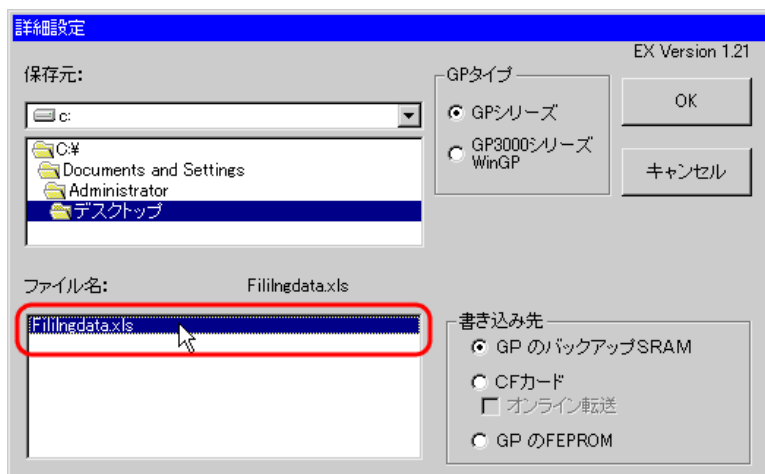 詳細設定
EX Version 1.21
保存元:
c:
C:¥
Documents and Settings
Administrator
デスクトップ
GPタイプ
GPシリーズ
GP3000シリーズ
WinGP
OK
キャンセル
ファイル名:
Fililngdata.xls
Fililngdata.xls
書き込み先
GP のバックアップSRAM
CFカード
オンライン転送
GP のFEPROM